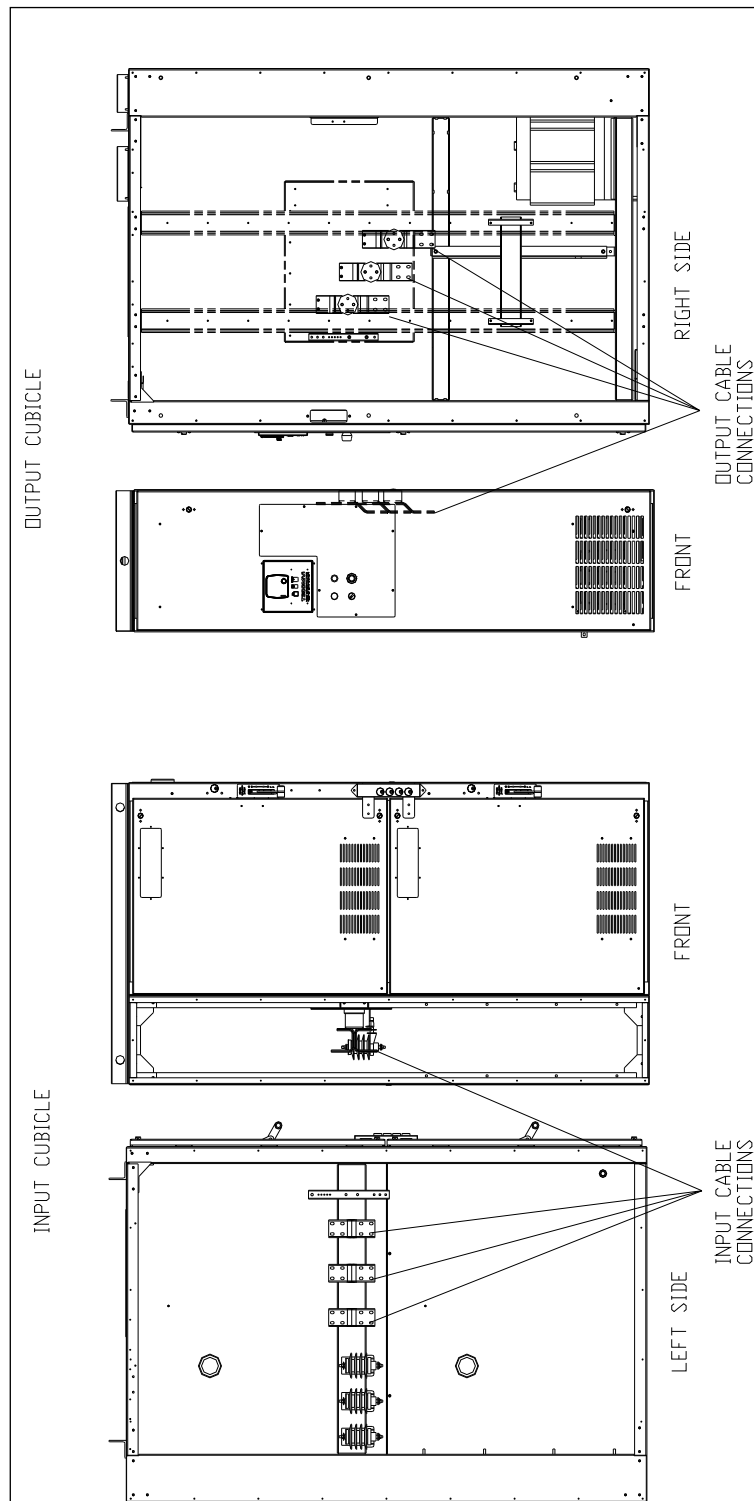 INPUT CUBICLE
OUTPUT CUBICLE
LEFT SIDE
FRONT
FRONT
RIGHT SIDE
INPUT CABLE
CONNECTIONS
OUTPUT CABLE
CONNECTIONS